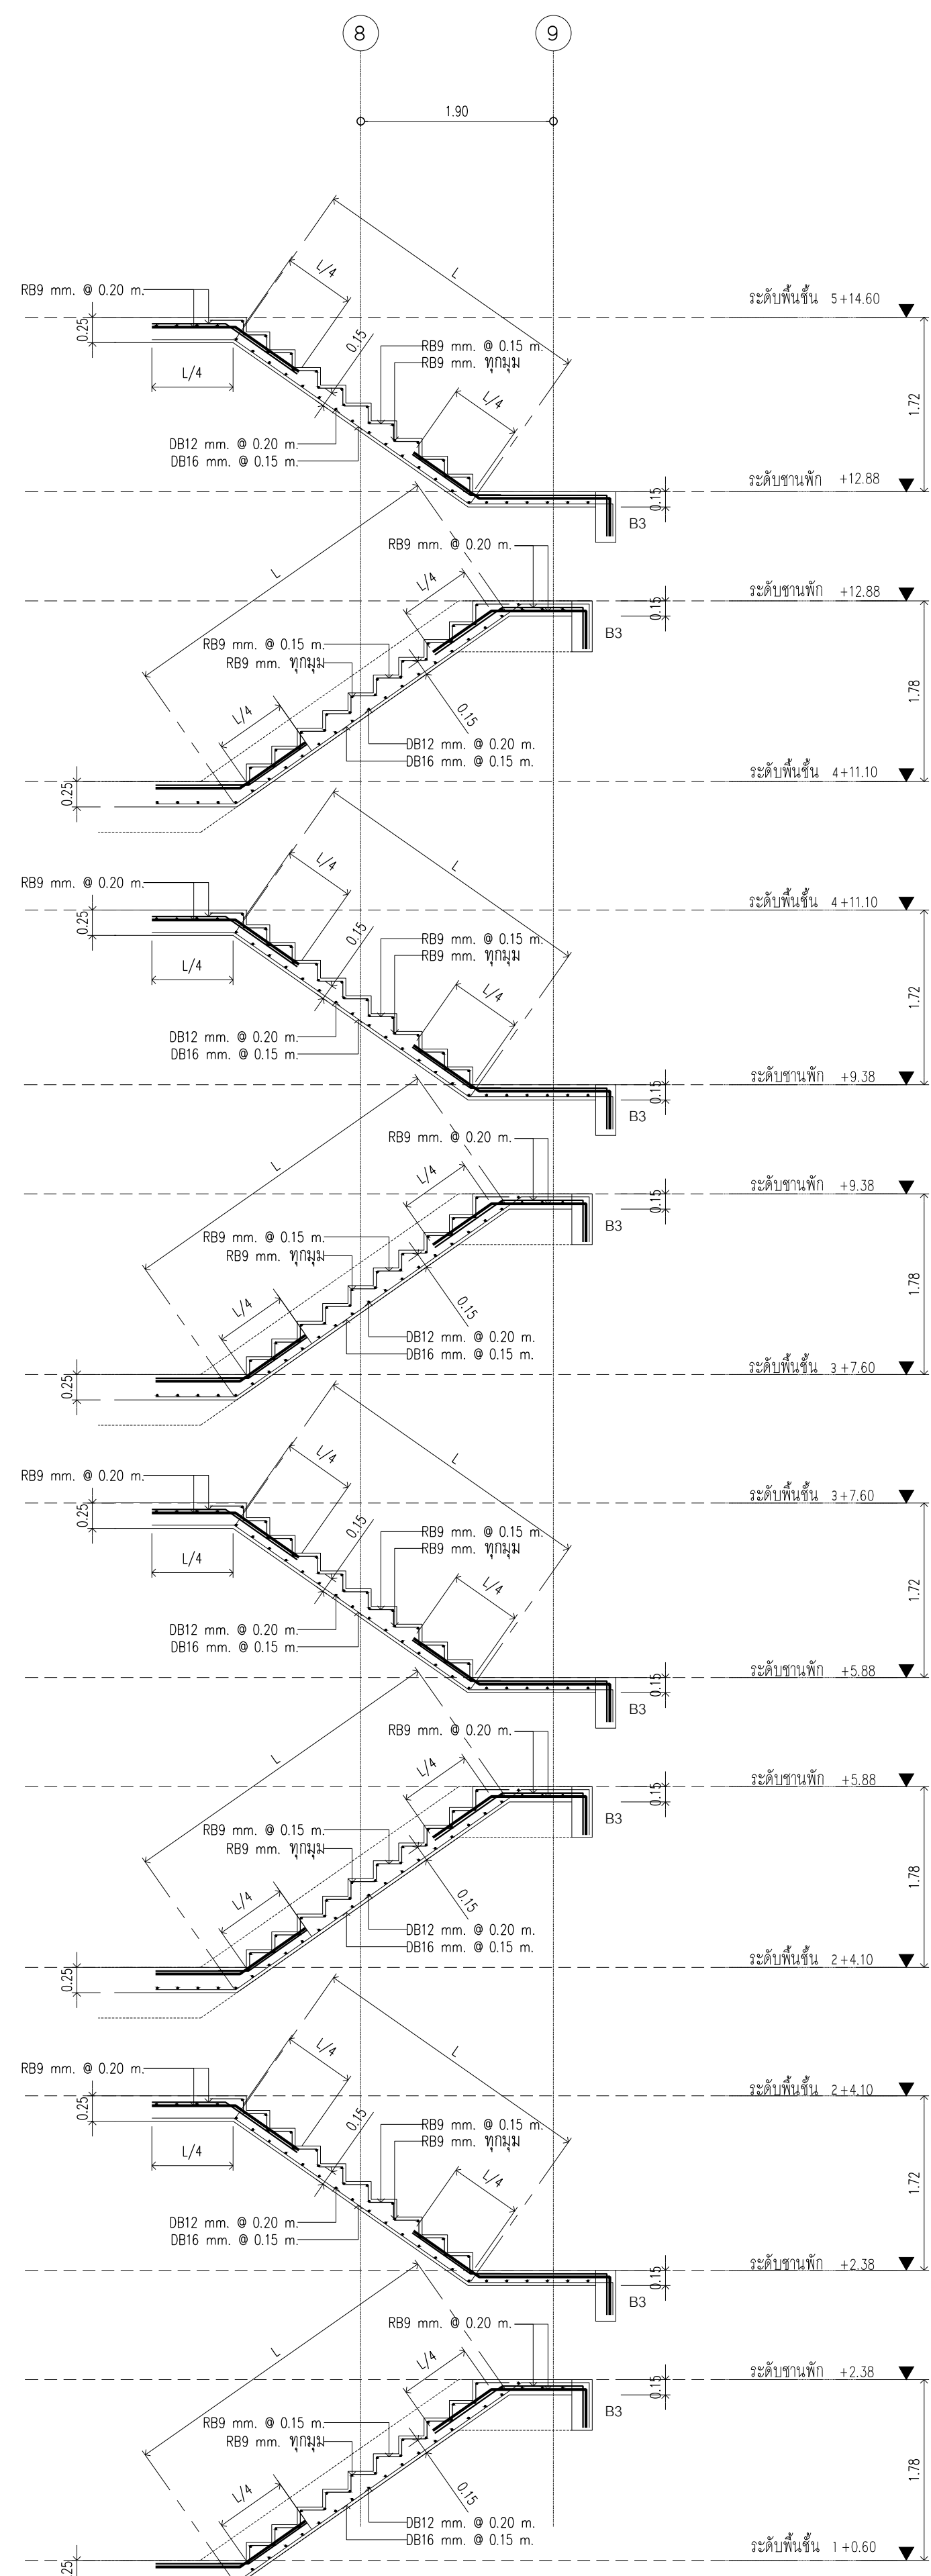 8 9
1.90
L
L/4
RB9 mm. @ 0.20 m.
ระดับพื้นชั้น 5+14.60
0.25
0.15
RB9 mm. @ 0.15 m.
RB9 mm. ทุกมุม
L/4
L/4
1.72
DB12 mm. @ 0.20 m.
DB16 mm. @ 0.15 m.
ระดับชานพัก +12.88
0.15
B3
RB9 mm. @ 0.20 m.
L
L/4
ระดับชานพัก +12.88
0.15
B3
RB9 mm. @ 0.15 m.
RB9 mm. ทุกมุม
1.78
L/4
0.15
DB12 mm. @ 0.20 m.
DB16 mm. @ 0.15 m.
ระดับพื้นชั้น 4+11.10
0.25
L
L/4
RB9 mm. @ 0.20 m.
ระดับพื้นชั้น 4+11.10
0.25
0.15
RB9 mm. @ 0.15 m.
RB9 mm. ทุกมุม
L/4
L/4
1.72
DB12 mm. @ 0.20 m.
DB16 mm. @ 0.15 m.
ระดับชานพัก +9.38
0.15
B3
RB9 mm. @ 0.20 m.
L
L/4
ระดับชานพัก +9.38
0.15
B3
RB9 mm. @ 0.15 m.
RB9 mm. ทุกมุม
1.78
L/4
0.15
DB12 mm. @ 0.20 m.
DB16 mm. @ 0.15 m.
ระดับพื้นชั้น 3+7.60
0.25
L
L/4
RB9 mm. @ 0.20 m.
ระดับพื้นชั้น 3+7.60
0.25
0.15
RB9 mm. @ 0.15 m.
RB9 mm. ทุกมุม
L/4
L/4
1.72
DB12 mm. @ 0.20 m.
DB16 mm. @ 0.15 m.
ระดับชานพัก +5.88
0.15
B3
RB9 mm. @ 0.20 m.
L
L/4
ระดับชานพัก +5.88
0.15
B3
RB9 mm. @ 0.15 m.
RB9 mm. ทุกมุม
1.78
L/4
0.15
DB12 mm. @ 0.20 m.
DB16 mm. @ 0.15 m.
ระดับพื้นชั้น 2+4.10
0.25
L
L/4
RB9 mm. @ 0.20 m.
ระดับพื้นชั้น 2+4.10
0.25
0.15
RB9 mm. @ 0.15 m.
RB9 mm. ทุกมุม
L/4
L/4
1.72
DB12 mm. @ 0.20 m.
DB16 mm. @ 0.15 m.
ระดับชานพัก +2.38
0.15
B3
RB9 mm. @ 0.20 m.
L
L/4
ระดับชานพัก +2.38
0.15
B3
RB9 mm. @ 0.15 m.
RB9 mm. ทุกมุม
1.78
L/4
0.15
DB12 mm. @ 0.20 m.
DB16 mm. @ 0.15 m.
ระดับพื้นชั้น 1+0.60
25